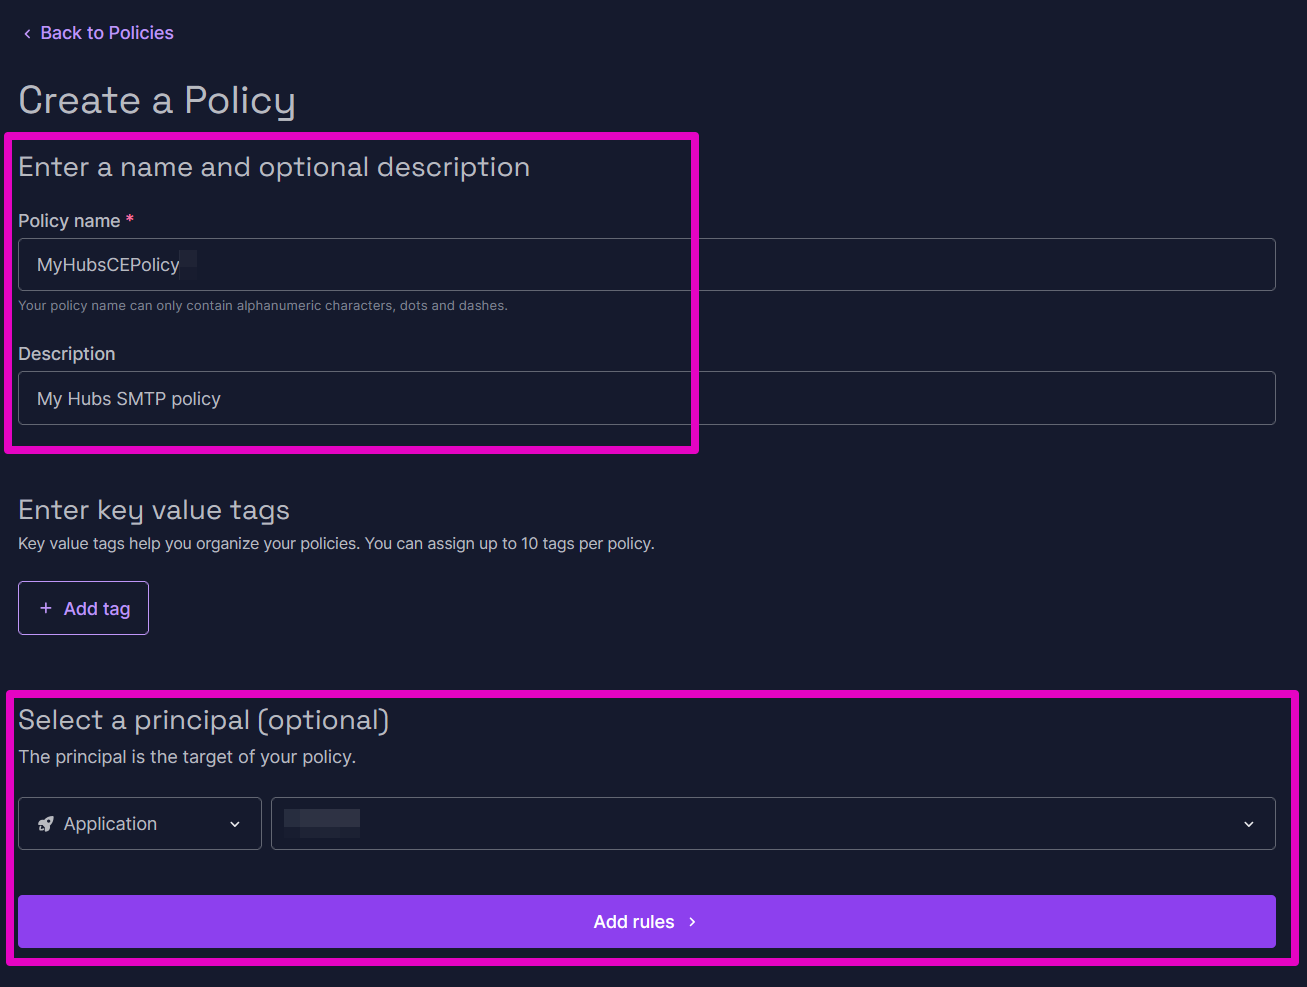 Back to Policies
Create a Policy
Enter a name and optional description
Policy name *
MyHubsCEPolicy
Your policy name can only contain alphanumeric characters, dots and dashes.
Description
My Hubs SMTP policy
Enter key value tags
Key value tags help you organize your policies. You can assign up to 10 tags per policy.
+ Add tag
Select a principal (optional)
The principal is the target of your policy.
Application
Add rules